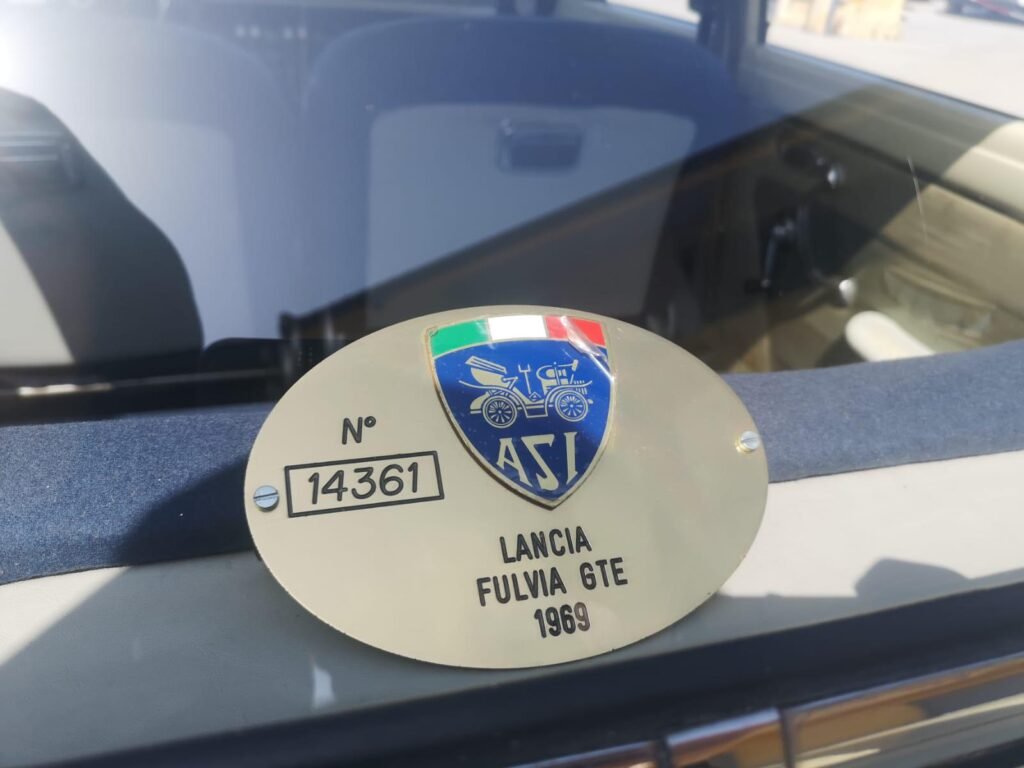 N°
14361
ASI
LANCIA
FULVIA GTE
1969